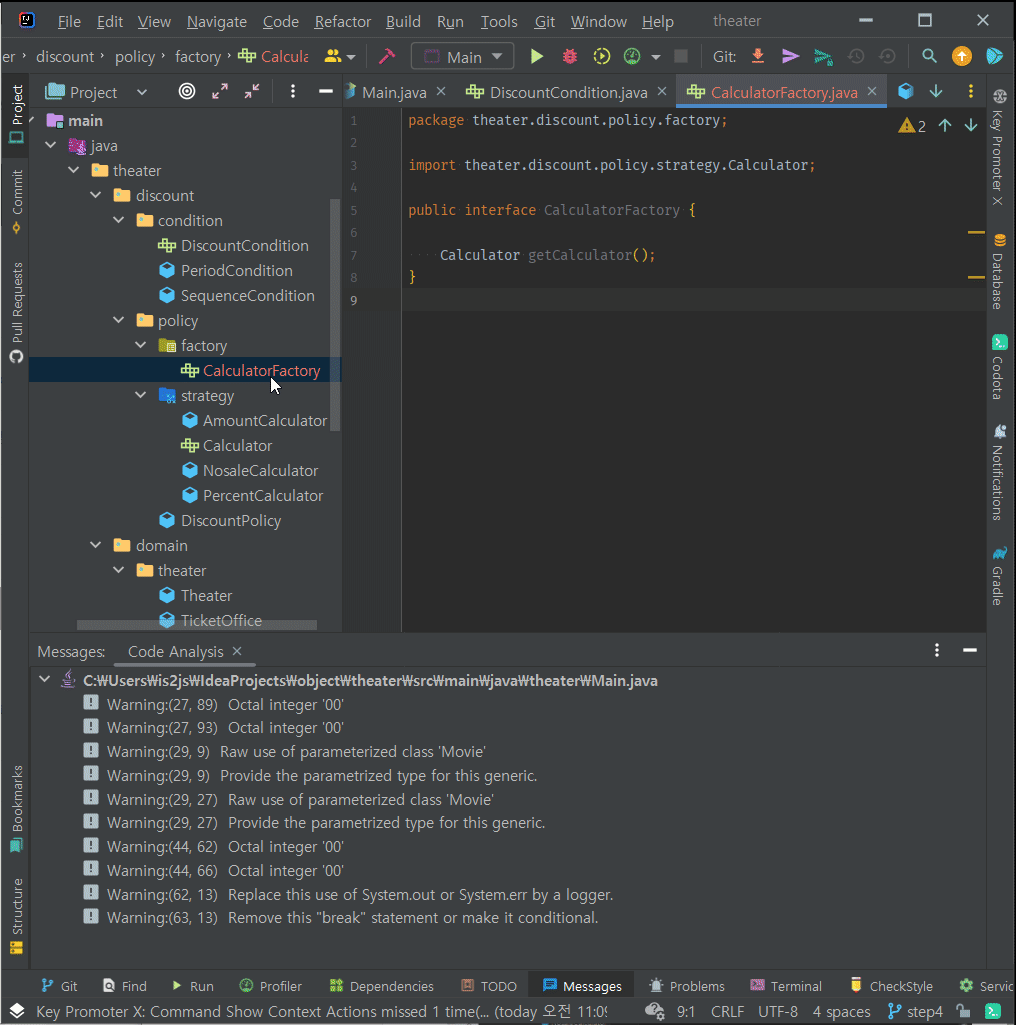 File Edit View Navigate Code Refactor Build Run Tools Git Window Help theater
discount policy factory Main Git:
Project
Main.java
DiscountCondition.java
CalculatorFactory.java
Project
Commit
Pull Requests
Bookmarks
Structure
main
java
theater
discount
condition
DiscountCondition
PeriodCondition
SequenceCondition
policy
factory
CalculatorFactory
strategy
AmountCalculator
Calculator
NosaleCalculator
PercentCalculator
DiscountPolicy
domain
theater
Theater
TicketOffice
1 package theater.discount.policy.factory;
2
3 import theater.discount.policy.strategy.Calculator;
4
5 public interface CalculatorFactory {
6
7 Calculator getCalculator();
8 }
9
2
Key Promoter X
Database
Codota
Notifications
Gradle
Messages: Code Analysis
C:₩Users₩is2js₩IdeaProjects₩object₩theater₩src₩main₩java₩theater₩Main.java
Warning:(27, 89) Octal integer '00'
Warning:(27, 93) Octal integer '00'
Warning:(29, 9) Raw use of parameterized class 'Movie'
Warning:(29, 9) Provide the parametrized type for this generic.
Warning:(29, 27) Raw use of parameterized class 'Movie'
Warning:(29, 27) Provide the parametrized type for this generic.
Warning:(44, 62) Octal integer '00'
Warning:(44, 66) Octal integer '00'
Warning:(62, 13) Replace this use of System.out or System.err by a logger.
Warning:(63, 13) Remove this "break" statement or make it conditional.
Git Find Run Profiler Dependencies TODO Messages Problems Terminal CheckStyle
Key Promoter X: Command Show Context Actions missed 1 time(... (today 오전 11:0 9:1 CRLF UTF-8 4 spaces step4